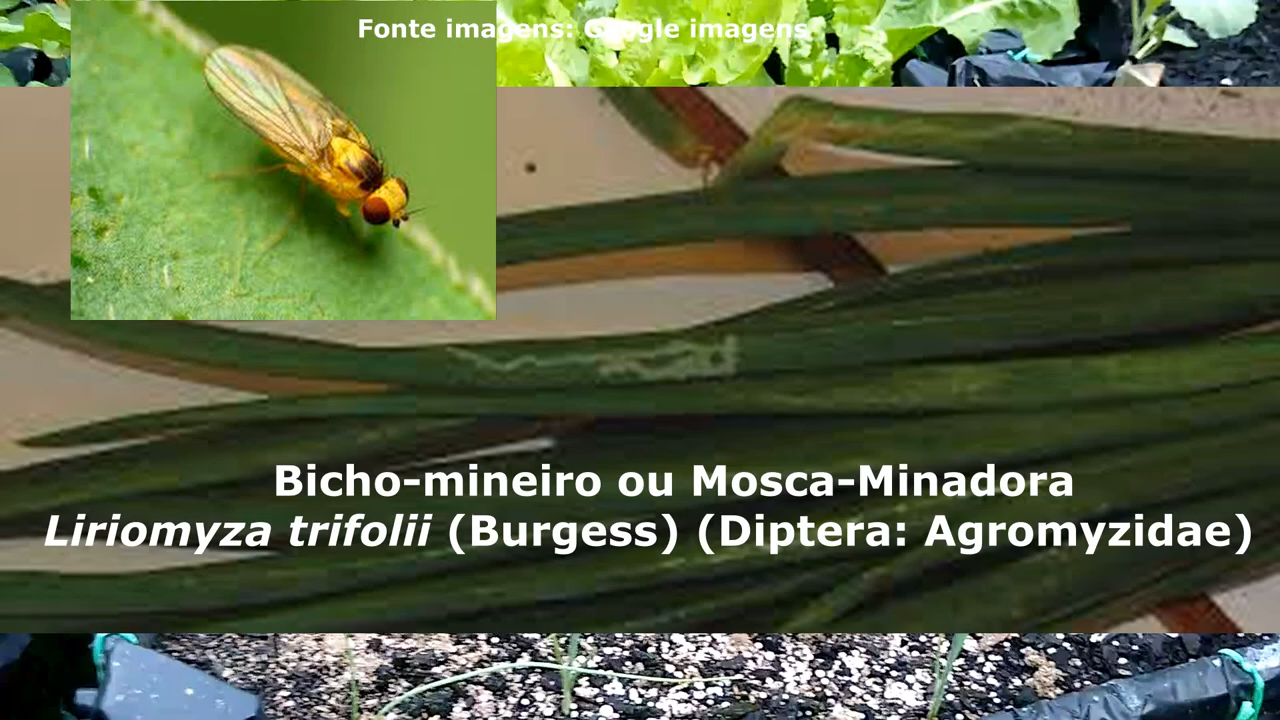 Fonte imagens: Google imagens
Bicho-mineiro ou Mosca-Minadora
Liriomyza trifolii (Burgess) (Diptera: Agromyzidae)